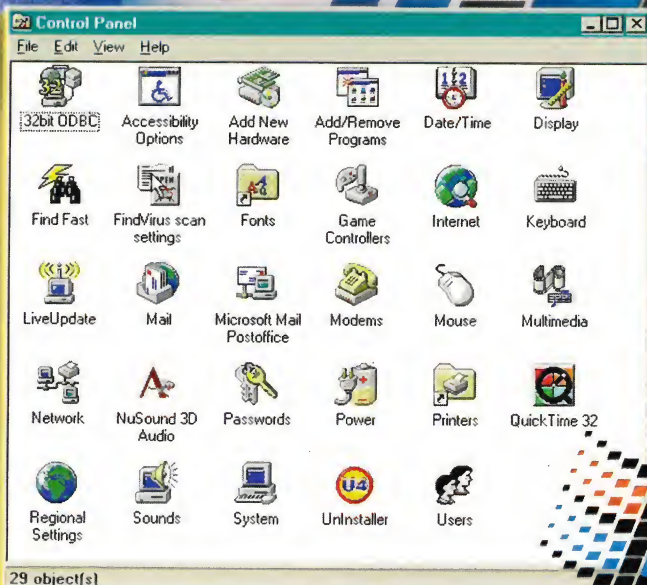 Control Panel
File Edit View Help
32bit ODBC Accessibility Options Add New Hardware Add/Remove Programs Date/Time Display
Find Fast FindVirus scan settings Fonts Game Controllers Internet Keyboard
LiveUpdate Mail Microsoft Mail Postoffice Modems Mouse Multimedia
Network NuSound 3D Audio Passwords Power Printers QuickTime 32
Regional Settings Sounds System UnInstaller Users
29 object(s)